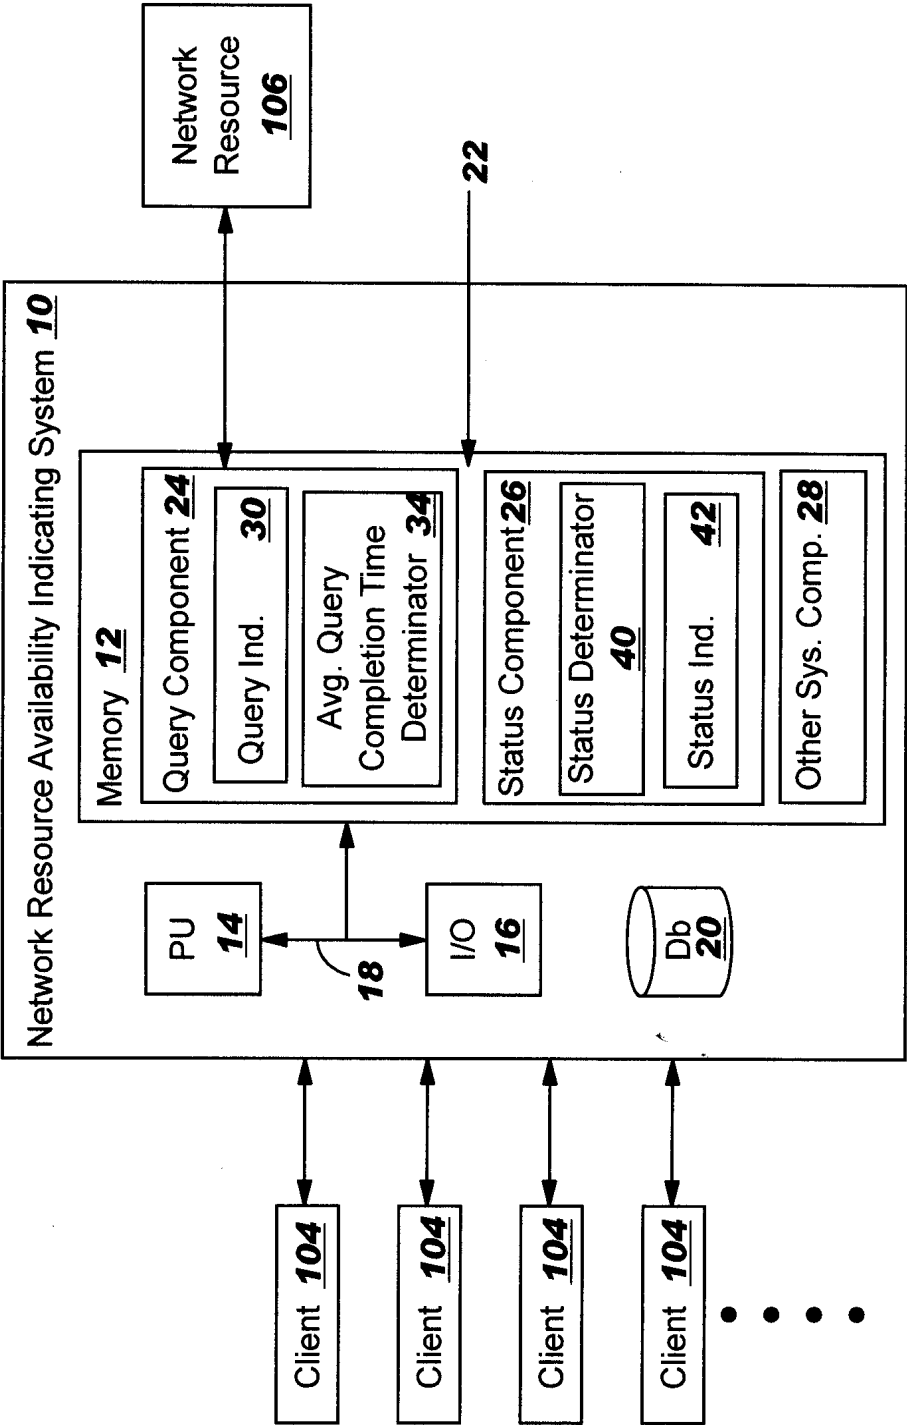 Network Resource Availability Indicating System 10
Memory 12
Query Component 24
Query Ind. 30
Avg. Query
Completion Time
Determinator 34
Status Component 26
Status Determinator
40
Status Ind. 42
Other Sys. Comp. 28
PU
14
18
I/O
16
Db
20
22
Network
Resource
106
Client 104
Client 104
Client 104
Client 104